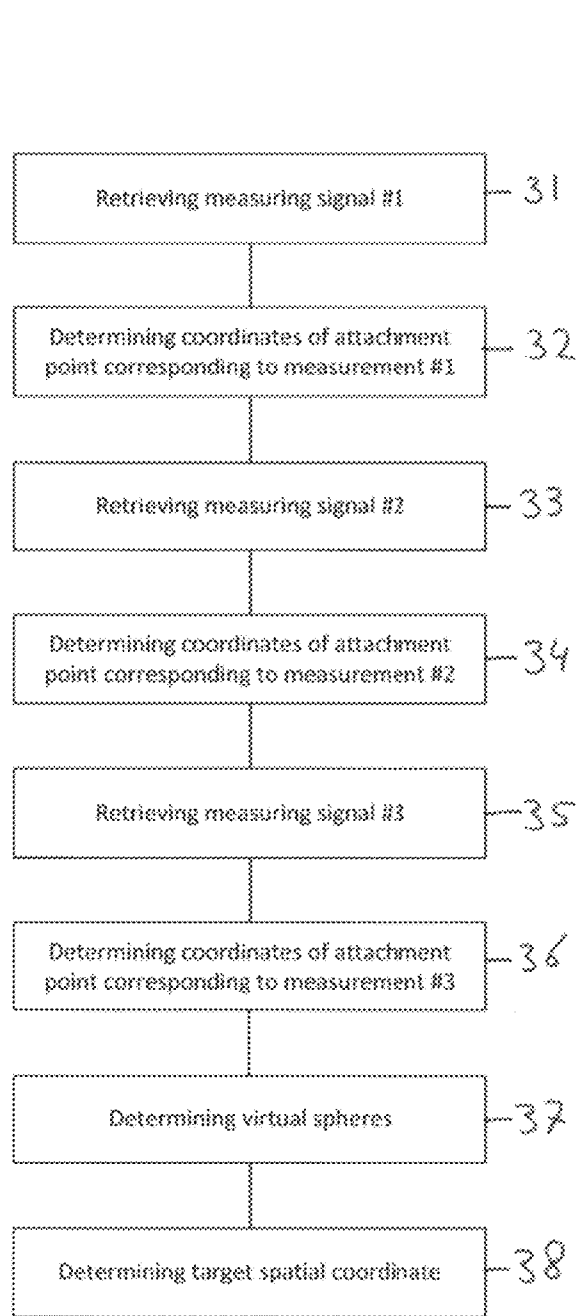 Retrieving measuring signal #1
31
Determining coordinates of attachment
point corresponding to measurement #1
32
Retrieving measuring signal #2
33
Determining coordinates of attachment
point corresponding to measurement #2
34
Retrieving measuring signal #3
35
Determining coordinates of attachment
point corresponding to measurement #3
36
Determining virtual spheres
37
Determining target spatial coordinate
38